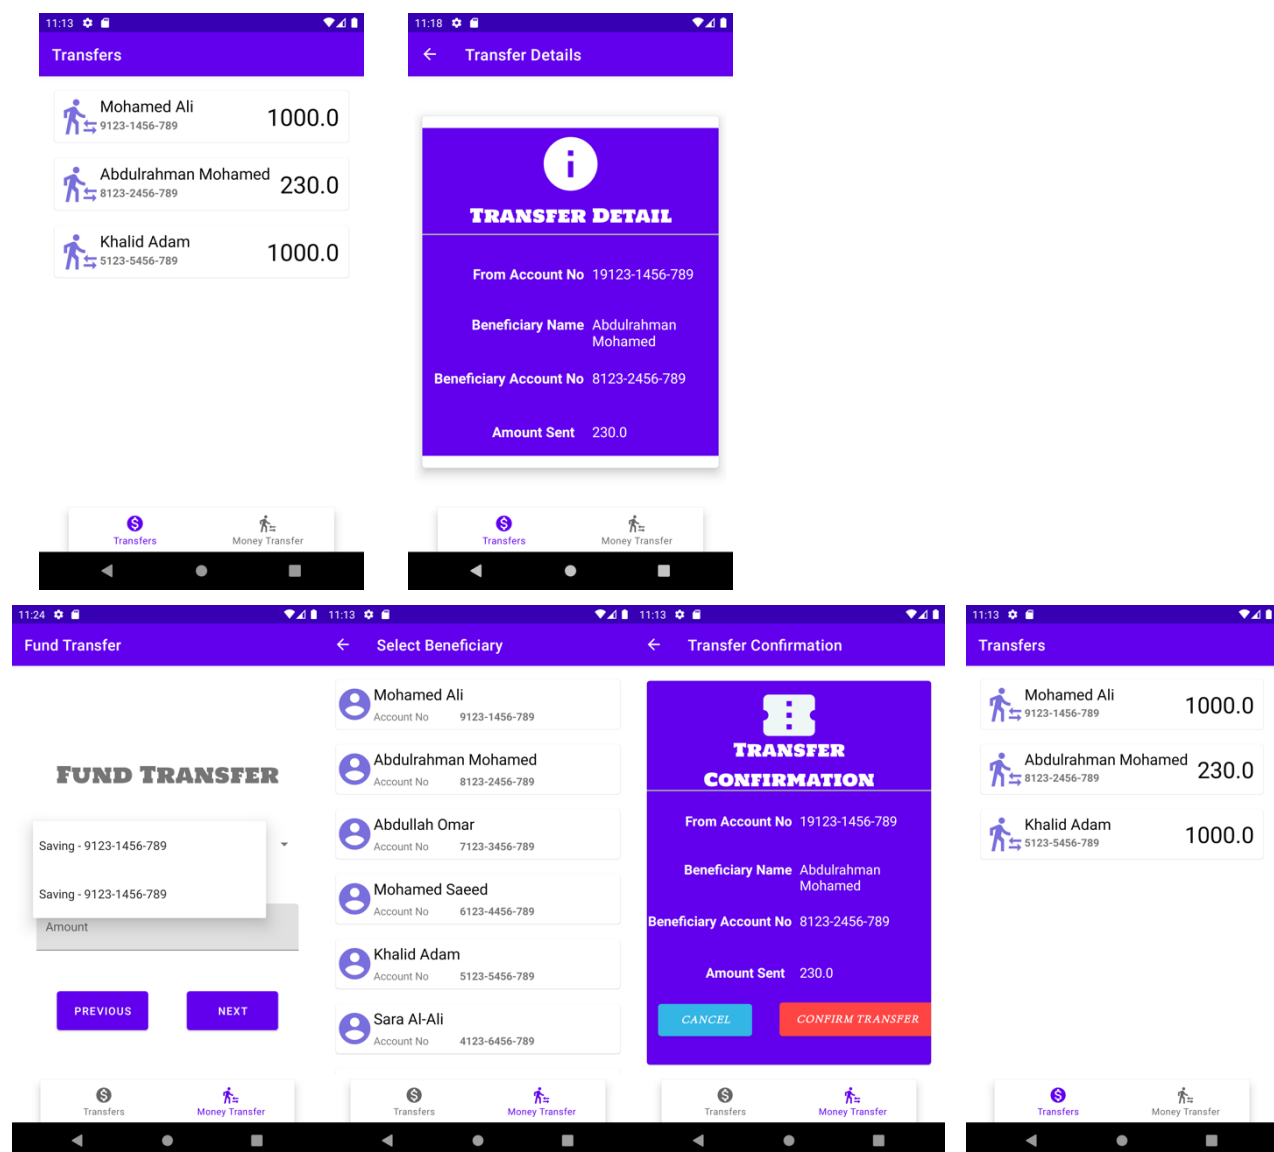 11:13
Transfers
Mohamed Ali
9123-1456-789
1000.0
Abdulrahman Mohamed
8123-2456-789
230.0
Khalid Adam
5123-5456-789
1000.0
Transfers
Money Transfer
11:18
Transfer Details
TRANSFER DETAIL
From Account No 19123-1456-789
Beneficiary Name Abdulrahman
Mohamed
Beneficiary Account No 8123-2456-789
Amount Sent 230.0
Transfers
Money Transfer
11:24
Fund Transfer
FUND TRANSFER
Saving - 9123-1456-789
Saving - 9123-1456-789
Amount
PREVIOUS
NEXT
Transfers
Money Transfer
11:13
Select Beneficiary
Mohamed Ali
Account No 9123-1456-789
Abdulrahman Mohamed
Account No 8123-2456-789
Abdullah Omar
Account No 7123-3456-789
Mohamed Saeed
Account No 6123-4456-789
Khalid Adam
Account No 5123-5456-789
Sara Al-Ali
Account No 4123-6456-789
Transfers
Money Transfer
11:13
Transfer Confirmation
TRANSFER
CONFIRMATION
From Account No 19123-1456-789
Beneficiary Name Abdulrahman
Mohamed
Beneficiary Account No 8123-2456-789
Amount Sent 230.0
CANCEL
CONFIRM TRANSFER
Transfers
Money Transfer
11:13
Transfers
Mohamed Ali
9123-1456-789
1000.0
Abdulrahman Mohamed
8123-2456-789
230.0
Khalid Adam
5123-5456-789
1000.0
Transfers
Money Transfer